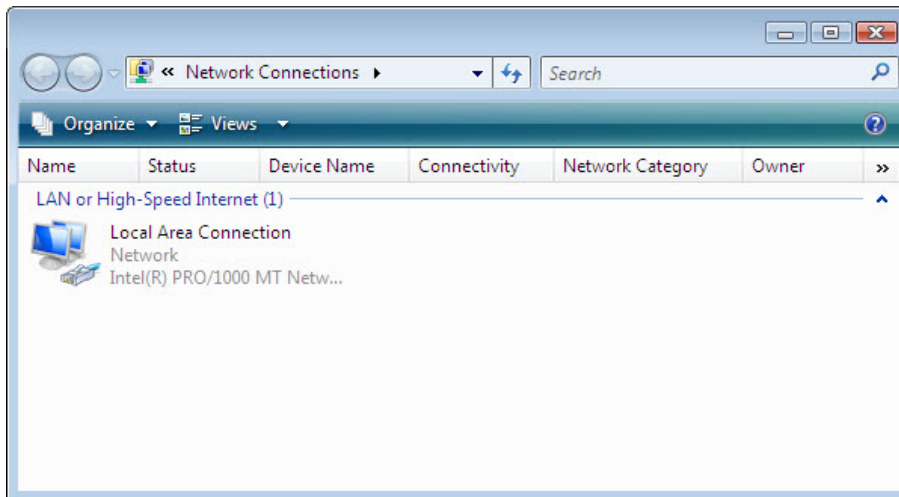 « Network Connections
Search
Organize Views
Name Status Device Name Connectivity Network Category Owner »
LAN or High-Speed Internet (1)
Local Area Connection
Network
Intel(R) PRO/1000 MT Netw...